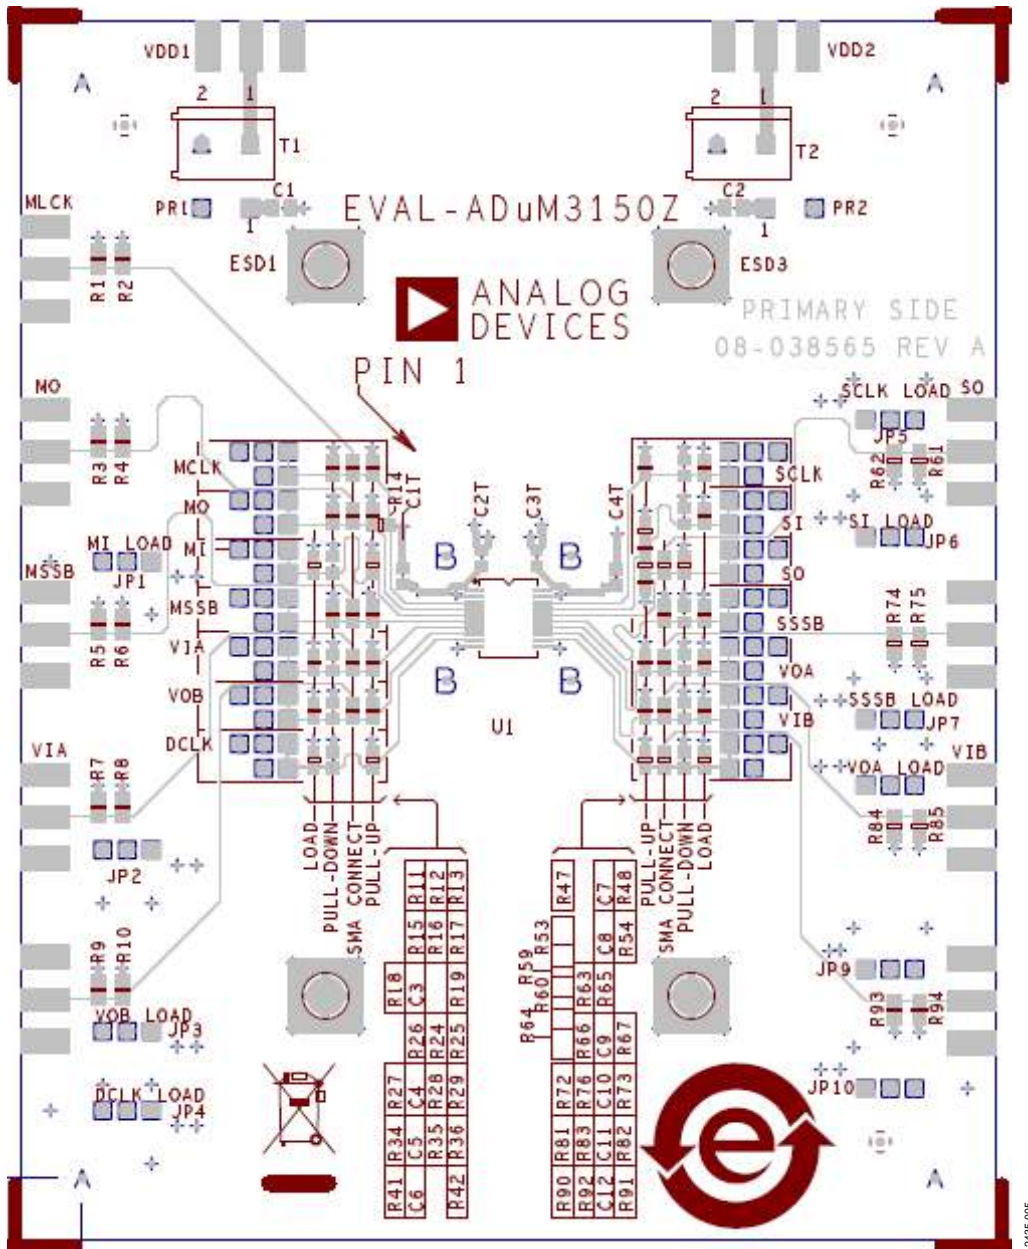 VDD1
VDD2
2 1
2 1
T1
T2
MLCK
PR1
C1
EVAL-ADuM3150Z
C2
PR2
1
1
ESD1
ESD3
R1
R2
ANALOG
DEVICES
PRIMARY SIDE
08-038565 REV A
PIN 1
MO
SCLK LOAD
SO
JP5
R3
R4
R62
R61
MCLK
MO
MI
MSSB
VIA
VOB
DCLK
R14
C1T
C2T
C3T
C4T
SCLK
SI
SO
SSSB
VOA
VIB
MI LOAD
JP1
SI LOAD
JP6
MSSB
R5
R6
R74
R75
B
B
B
B
U1
SSSB LOAD
JP7
VIA
R7
R8
VOA LOAD
VIB
R84
R85
JP2
LOAD
PULL-DOWN
SMA CONNECT
PULL-UP
PULL-UP
SMA CONNECT
PULL-DOWN
LOAD
R11
R12
R13
R15
R16
R17
R18
C3
R19
R26
R24
R25
R27
C4
R28
R29
R34
C5
R35
R36
R41
C6
R42
R47
C7
R48
R53
C8
R54
R59
R60
R63
R65
R64
R66
C9
R67
R72
R76
C10
R73
R81
R83
C11
R82
R90
R92
C12
R91
R9
R10
VOB LOAD
JP3
DCLK LOAD
JP4
JP9
R93
R94
JP10
A
A
A
A
e